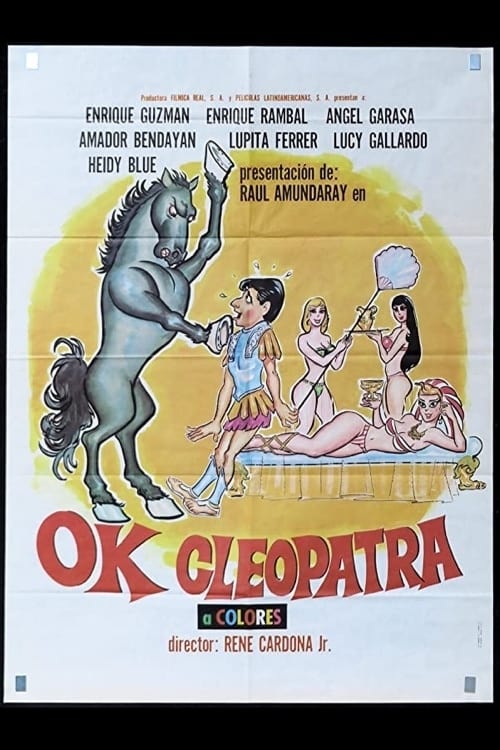 Productora FILMICA REAL, S. A. y PELICULAS LATINOAMERICANAS, S. A. presentan a:
ENRIQUE GUZMAN ENRIQUE RAMBAL ANGEL GARASA
AMADOR BENDAYAN LUPITA FERRER LUCY GALLARDO
HEIDY BLUE presentación de:
RAUL AMUNDARAY en
OK CLEOPATRA
a COLORES
director: RENE CARDONA Jr.